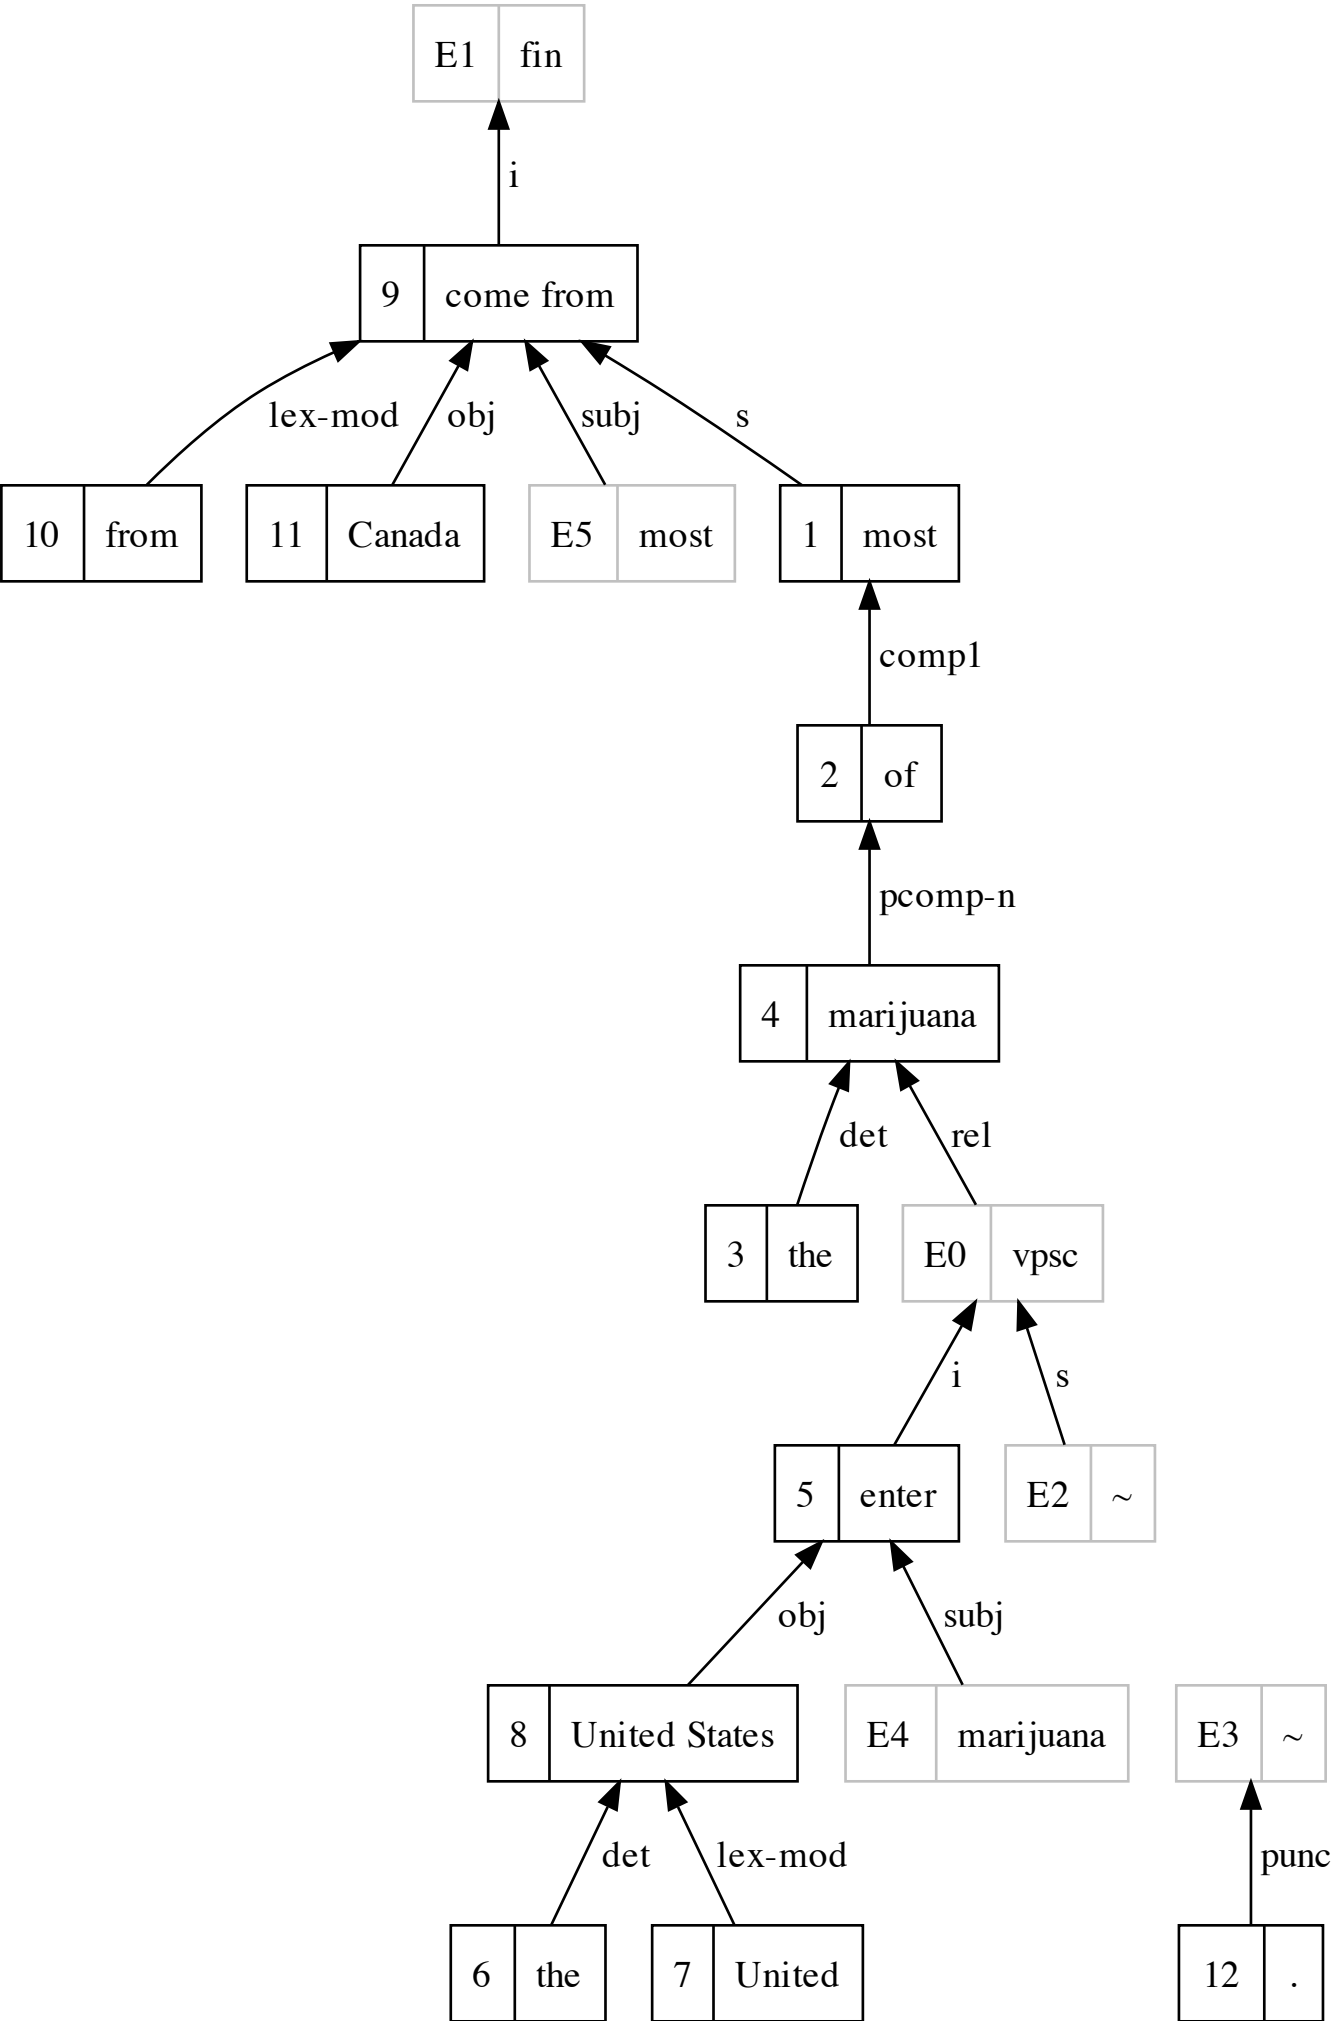 E1 fin
i
9 come from
lex-mod obj subj s
10 from 11 Canada E5 most 1 most
comp1
2 of
pcomp-n
4 marijuana
det rel
3 the E0 vpsc
i s
5 enter E2 ~
obj subj
8 United States E4 marijuana E3 ~
det lex-mod punc
6 the 7 United 12 .